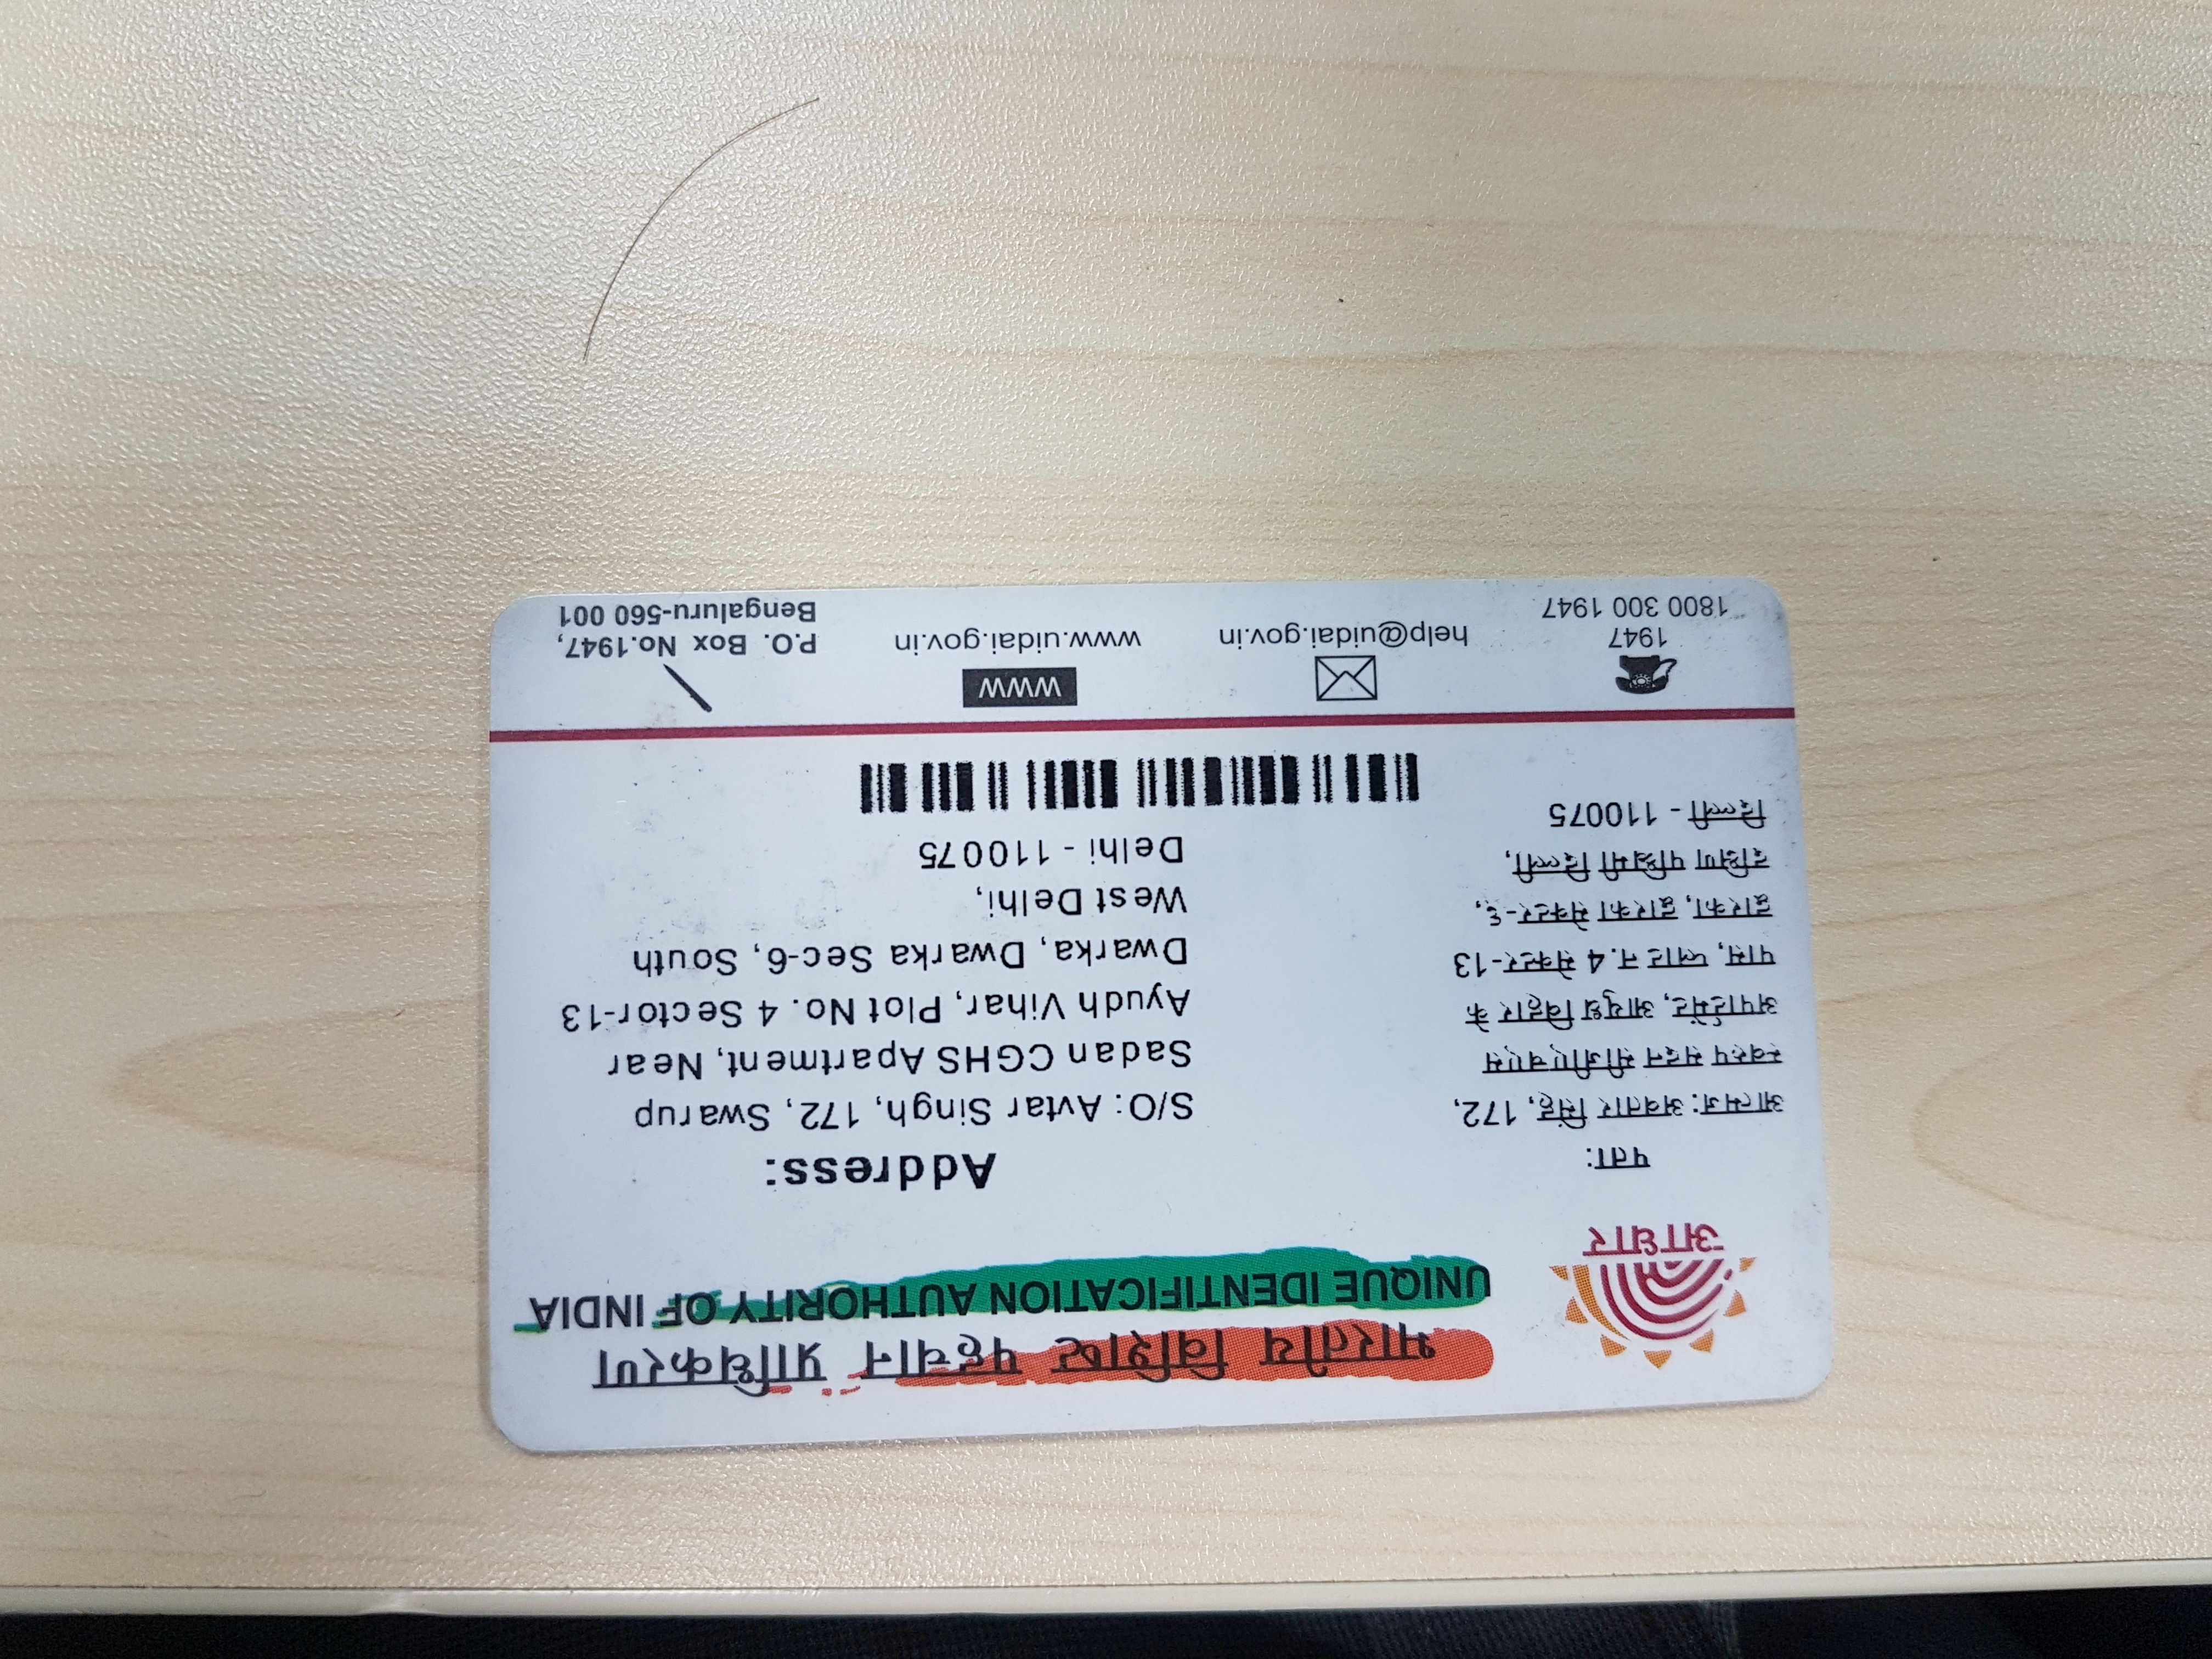 भारतीय विशिष्ट पहचान प्राधिकरण
UNIQUE IDENTIFICATION AUTHORITY OF INDIA
आधार
पता:
आत्मज: अवतार सिंह, 172,
स्वरुप सदन सीजीएचएस
अपार्टमेंट, आयुध विहार के
पास, प्लाट न.4 सेक्टर-13
द्वारका, द्वारका सेक्टर-६,
दक्षिण पश्चिमी दिल्ली,
दिल्ली - 110075
Address:
S/O: Avtar Singh, 172, Swarup
Sadan CGHS Apartment, Near
Ayudh Vihar, Plot No. 4 Sector-13
Dwarka, Dwarka Sec-6, South
West Delhi,
Delhi - 110075
1947
1800 300 1947
help@uidai.gov.in
WWW
www.uidai.gov.in
P.O. Box No.1947,
Bengaluru-560 001